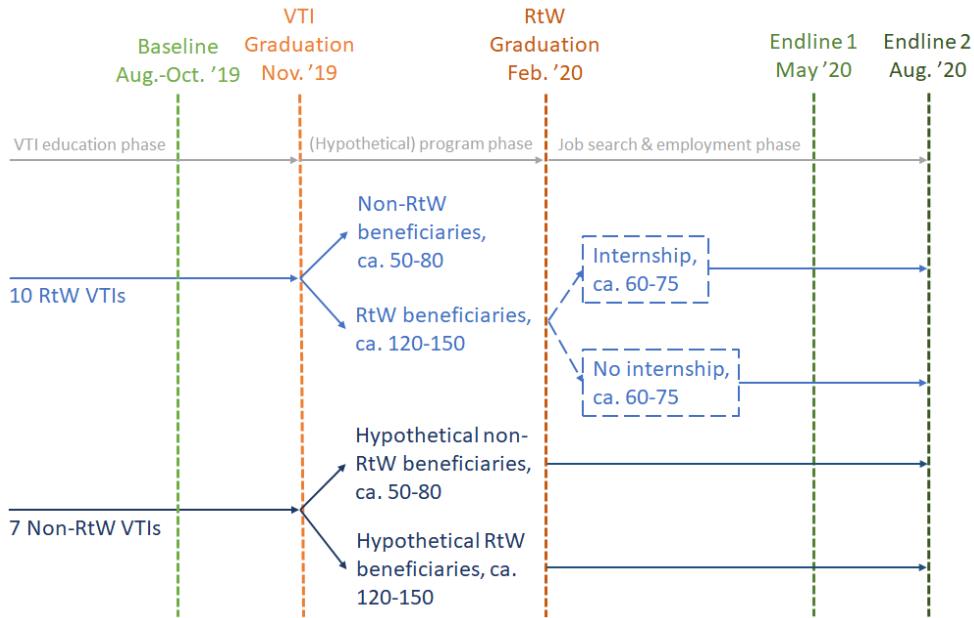 Baseline
Aug.-Oct. '19
VTI
Graduation
Nov. '19
RtW
Graduation
Feb. '20
Endline 1
May '20
Endline 2
Aug. '20
VTI education phase
(Hypothetical) program phase
Job search & employment phase
10 RtW VTIs
Non-RtW
beneficiaries,
ca. 50-80
RtW beneficiaries,
ca. 120-150
Internship,
ca. 60-75
No internship,
ca. 60-75
7 Non-RtW VTIs
Hypothetical non-
RtW beneficiaries,
ca. 50-80
Hypothetical RtW
beneficiaries, ca.
120-150